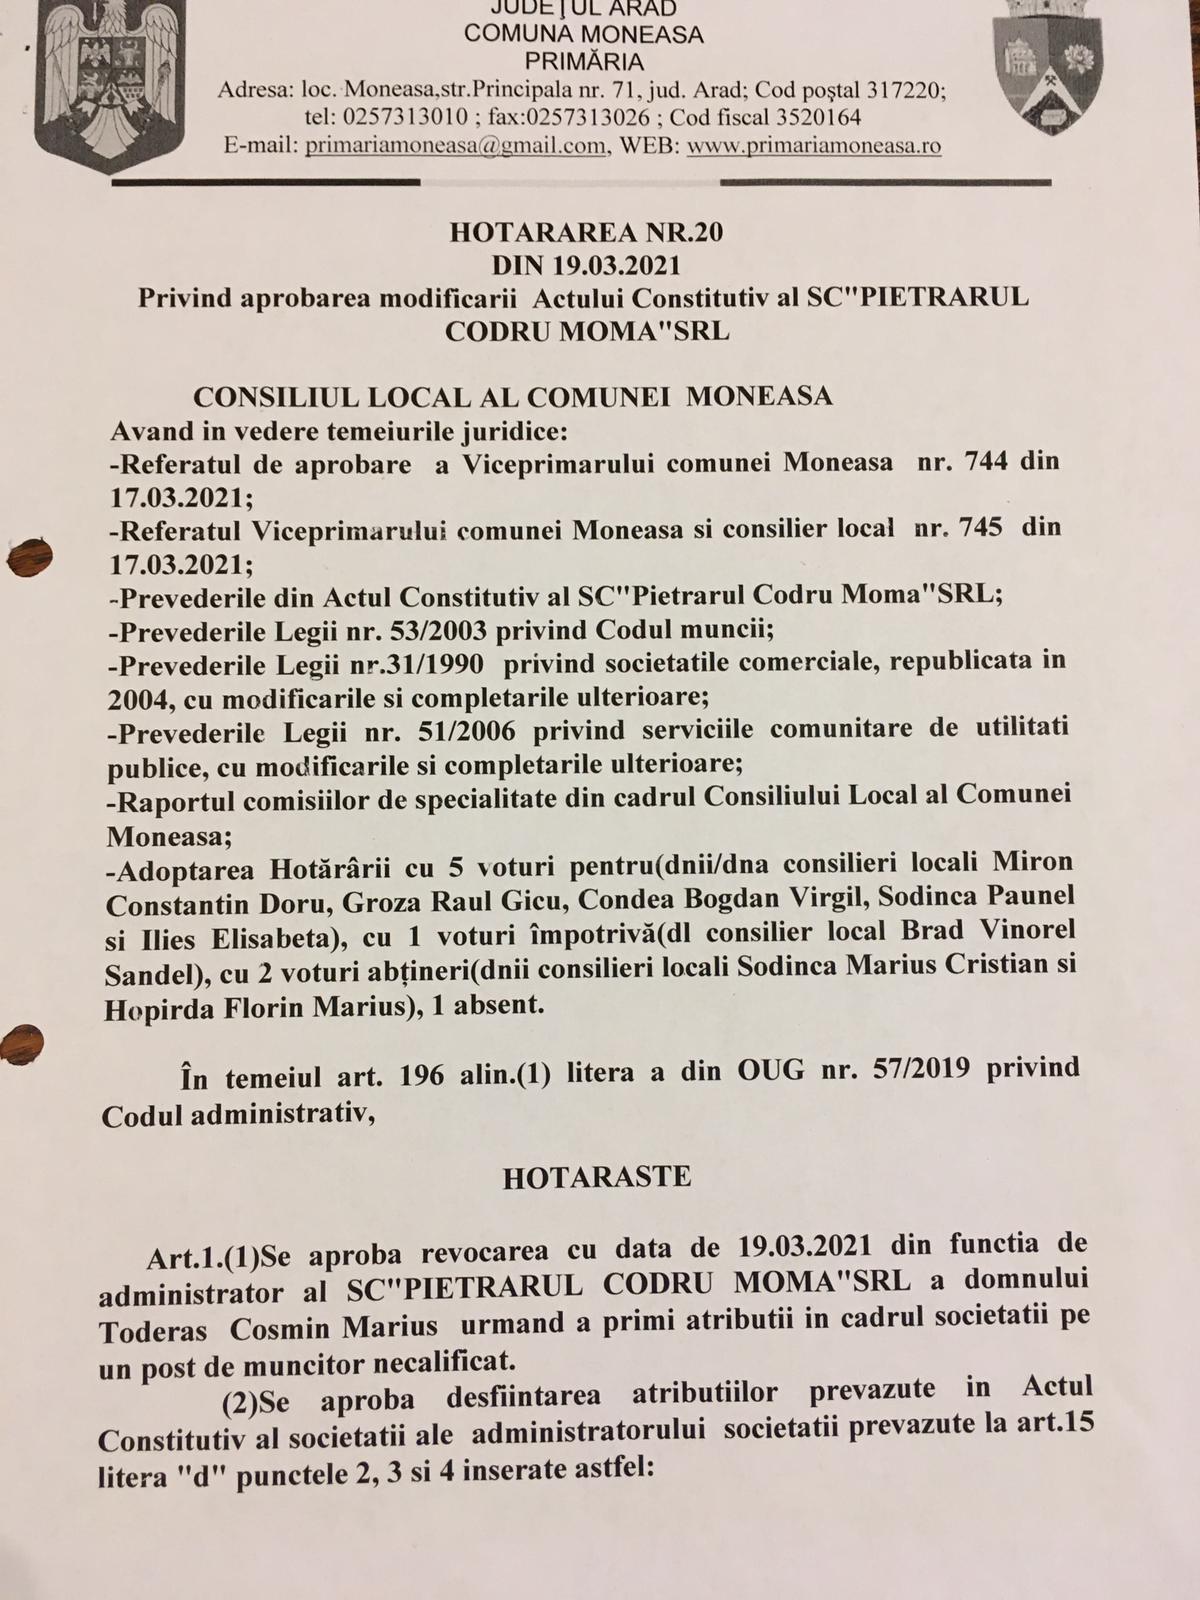 JUDEŢUL ARAD
COMUNA MONEASA
PRIMĂRIA
Adresa: loc. Moneasa,str.Principala nr. 71, jud. Arad; Cod poştal 317220;
tel: 0257313010 ; fax:0257313026 ; Cod fiscal 3520164
E-mail: primariamoneasa@gmail.com, WEB: www.primariamoneasa.ro
HOTARAREA NR.20
DIN 19.03.2021
Privind aprobarea modificarii Actului Constitutiv al SC"PIETRARUL
CODRU MOMA"SRL
CONSILIUL LOCAL AL COMUNEI MONEASA
Avand in vedere temeiurile juridice:
-Referatul de aprobare a Viceprimarului comunei Moneasa nr. 744 din
17.03.2021;
-Referatul Viceprimarului comunei Moneasa si consilier local nr. 745 din
17.03.2021;
-Prevederile din Actul Constitutiv al SC"Pietrarul Codru Moma"SRL;
-Prevederile Legii nr. 53/2003 privind Codul muncii;
-Prevederile Legii nr.31/1990 privind societatile comerciale, republicata in
2004, cu modificarile si completarile ulterioare;
-Prevederile Legii nr. 51/2006 privind serviciile comunitare de utilitati
publice, cu modificarile si completarile ulterioare;
-Raportul comisiilor de specialitate din cadrul Consiliului Local al Comunei
Moneasa;
-Adoptarea Hotărârii cu 5 voturi pentru(dnii/dna consilieri locali Miron
Constantin Doru, Groza Raul Gicu, Condea Bogdan Virgil, Sodinca Paunel
si Ilies Elisabeta), cu 1 voturi împotrivă(dl consilier local Brad Vinorel
Sandel), cu 2 voturi abţineri(dnii consilieri locali Sodinca Marius Cristian si
Hopirda Florin Marius), 1 absent.
În temeiul art. 196 alin.(1) litera a din OUG nr. 57/2019 privind
Codul administrativ,
HOTARASTE
Art.1.(1)Se aproba revocarea cu data de 19.03.2021 din functia de
administrator al SC"PIETRARUL CODRU MOMA"SRL a domnului
Toderas Cosmin Marius urmand a primi atributii in cadrul societatii pe
un post de muncitor necalificat.
(2)Se aproba desfiintarea atributiilor prevazute in Actul
Constitutiv al societatii ale administratorului societatii prevazute la art.15
litera "d" punctele 2, 3 si 4 inserate astfel: